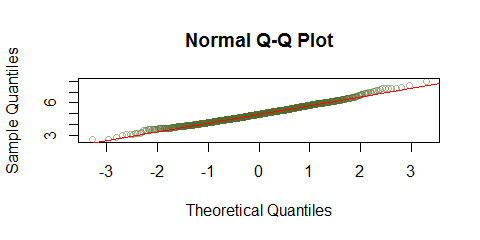 Normal Q-Q Plot
Sample Quantiles
6
3
-3 -2 -1 0 1 2 3
Theoretical Quantiles